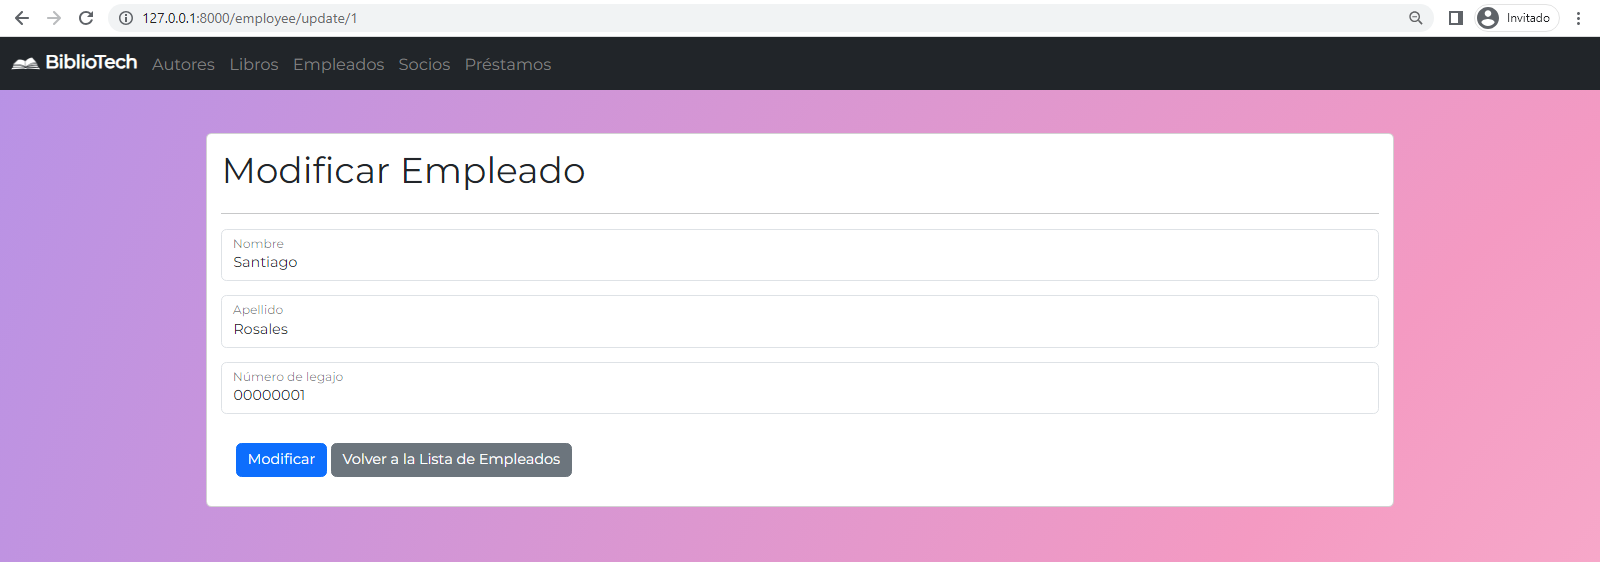 127.0.0.1:8000/employee/update/1
Invitado
BiblioTech Autores Libros Empleados Socios Préstamos
Modificar Empleado
Nombre
Santiago
Apellido
Rosales
Número de legajo
00000001
Modificar Volver a la Lista de Empleados